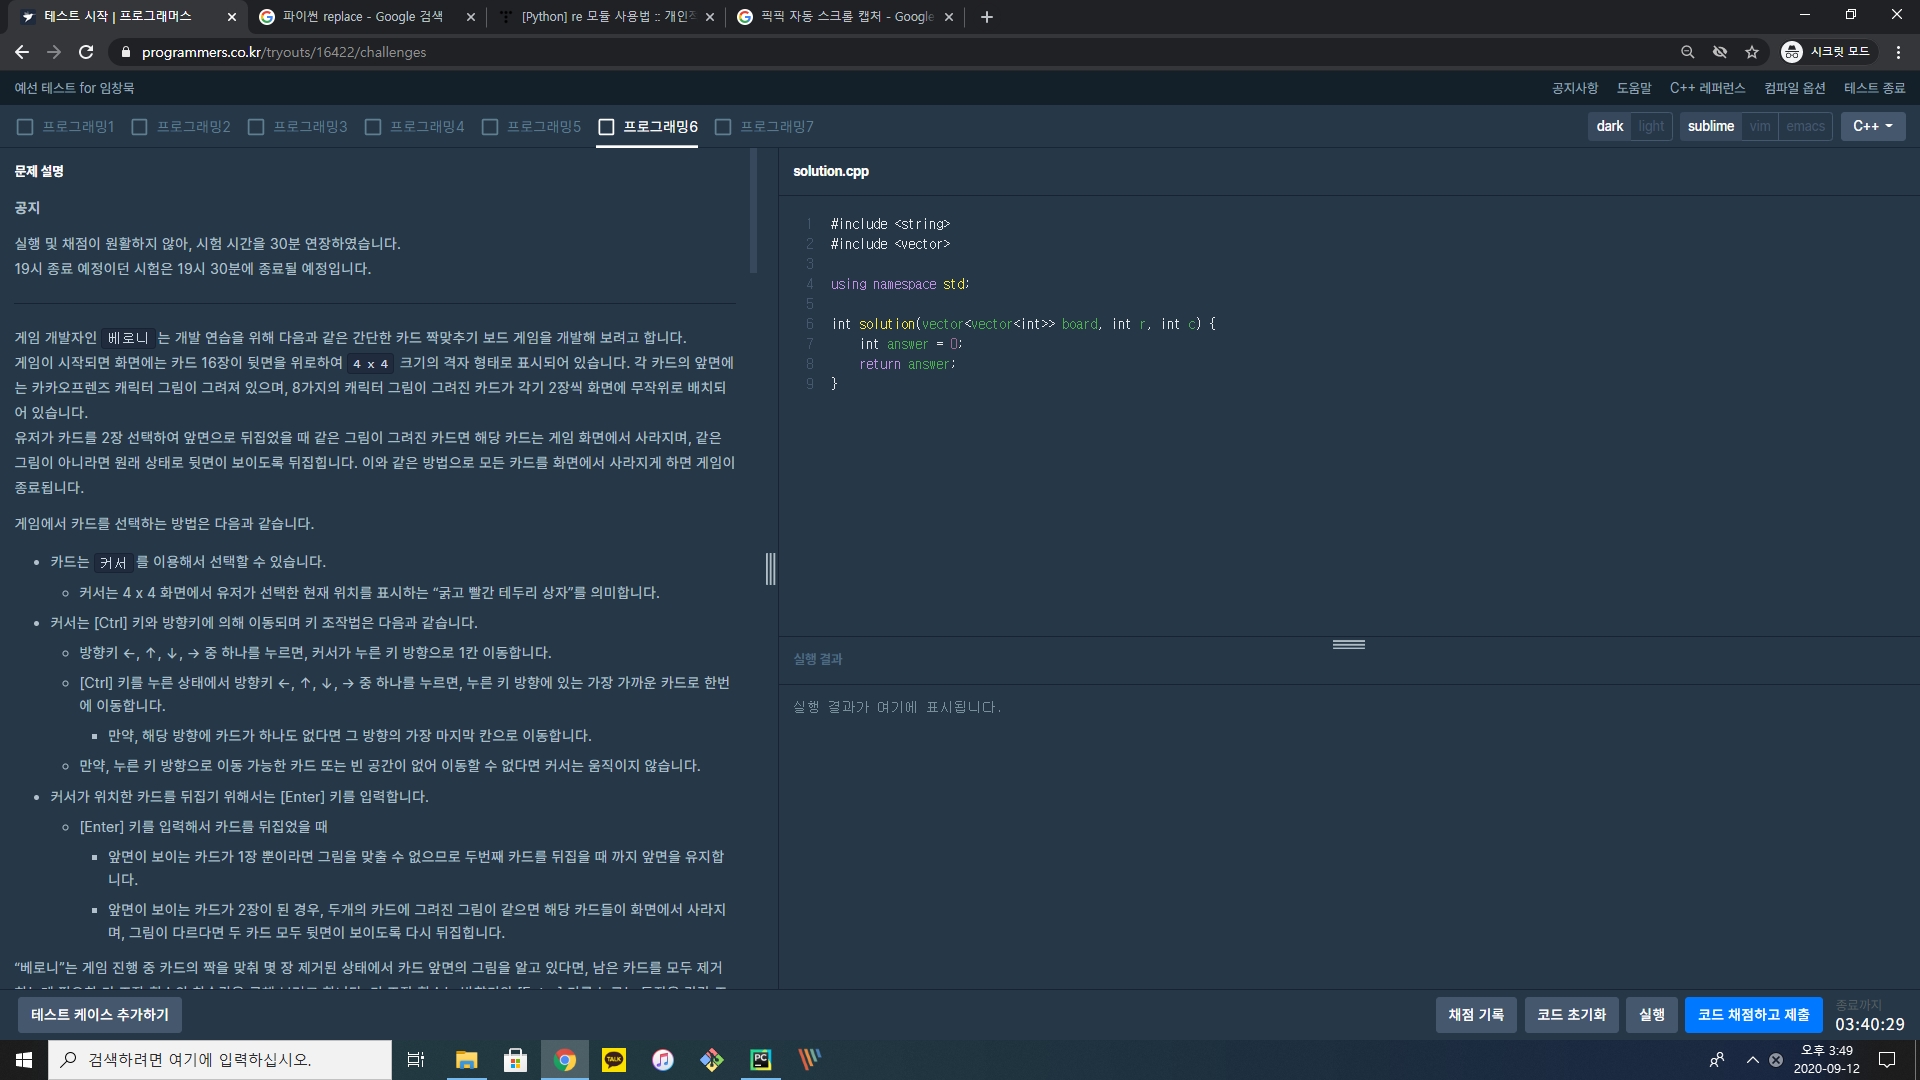 테스트 시작 | 프로그래머스
파이썬 replace - Google 검색
[Python] re 모듈 사용법 :: 개인적
픽픽 자동 스크롤 캡처 - Google
programmers.co.kr/tryouts/16422/challenges
시크릿 모드
예선 테스트 for 임창묵
공지사항 도움말 C++ 레퍼런스 컴파일 옵션 테스트 종료
프로그래밍1 프로그래밍2 프로그래밍3 프로그래밍4 프로그래밍5 프로그래밍6 프로그래밍7
dark light sublime vim emacs C++
문제 설명
공지
실행 및 채점이 원활하지 않아, 시험 시간을 30분 연장하였습니다.
19시 종료 예정이던 시험은 19시 30분에 종료될 예정입니다.
게임 개발자인 베로니 는 개발 연습을 위해 다음과 같은 간단한 카드 짝맞추기 보드 게임을 개발해 보려고 합니다.
게임이 시작되면 화면에는 카드 16장이 뒷면을 위로하여 4 x 4 크기의 격자 형태로 표시되어 있습니다. 각 카드의 앞면에
는 카카오프렌즈 캐릭터 그림이 그려져 있으며, 8가지의 캐릭터 그림이 그려진 카드가 각기 2장씩 화면에 무작위로 배치되
어 있습니다.
유저가 카드를 2장 선택하여 앞면으로 뒤집었을 때 같은 그림이 그려진 카드면 해당 카드는 게임 화면에서 사라지며, 같은
그림이 아니라면 원래 상태로 뒷면이 보이도록 뒤집힙니다. 이와 같은 방법으로 모든 카드를 화면에서 사라지게 하면 게임이
종료됩니다.
게임에서 카드를 선택하는 방법은 다음과 같습니다.
• 카드는 커서 를 이용해서 선택할 수 있습니다.
◦ 커서는 4 x 4 화면에서 유저가 선택한 현재 위치를 표시하는 “굵고 빨간 테두리 상자”를 의미합니다.
• 커서는 [Ctrl] 키와 방향키에 의해 이동되며 키 조작법은 다음과 같습니다.
◦ 방향키 ←, ↑, ↓, → 중 하나를 누르면, 커서가 누른 키 방향으로 1칸 이동합니다.
◦ [Ctrl] 키를 누른 상태에서 방향키 ←, ↑, ↓, → 중 하나를 누르면, 누른 키 방향에 있는 가장 가까운 카드로 한번
에 이동합니다.
▪ 만약, 해당 방향에 카드가 하나도 없다면 그 방향의 가장 마지막 칸으로 이동합니다.
◦ 만약, 누른 키 방향으로 이동 가능한 카드 또는 빈 공간이 없어 이동할 수 없다면 커서는 움직이지 않습니다.
• 커서가 위치한 카드를 뒤집기 위해서는 [Enter] 키를 입력합니다.
◦ [Enter] 키를 입력해서 카드를 뒤집었을 때
▪ 앞면이 보이는 카드가 1장 뿐이라면 그림을 맞출 수 없으므로 두번째 카드를 뒤집을 때 까지 앞면을 유지합
니다.
▪ 앞면이 보이는 카드가 2장이 된 경우, 두개의 카드에 그려진 그림이 같으면 해당 카드들이 화면에서 사라지
며, 그림이 다르다면 두 카드 모두 뒷면이 보이도록 다시 뒤집힙니다.
“베로니”는 게임 진행 중 카드의 짝을 맞춰 몇 장 제거된 상태에서 카드 앞면의 그림을 알고 있다면, 남은 카드를 모두 제거
solution.cpp
1 #include <string>
2 #include <vector>
3
4 using namespace std;
5
6 int solution(vector<vector<int>> board, int r, int c) {
7 int answer = 0;
8 return answer;
9 }
실행 결과
실행 결과가 여기에 표시됩니다.
테스트 케이스 추가하기
채점 기록 코드 초기화 실행 코드 채점하고 제출
종료까지
03:40:29
검색하려면 여기에 입력하십시오.
TALK
PC
오후 3:49
2020-09-12